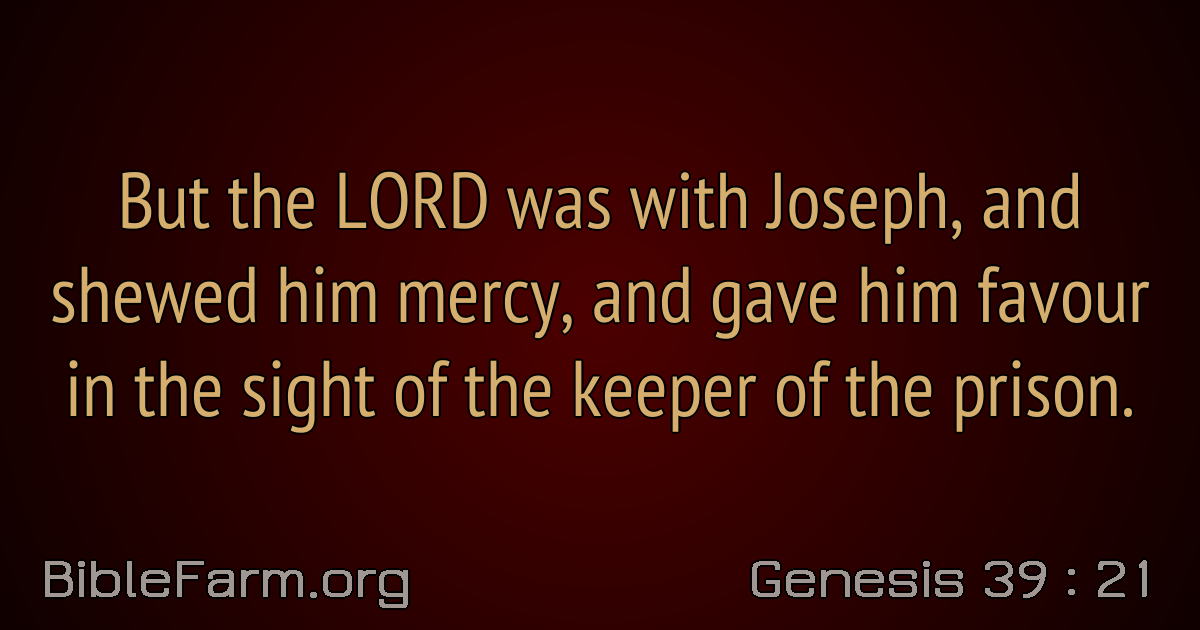 But the LORD was with Joseph, and
shewed him mercy, and gave him favour
in the sight of the keeper of the prison.
BibleFarm.org
Genesis 39 : 21